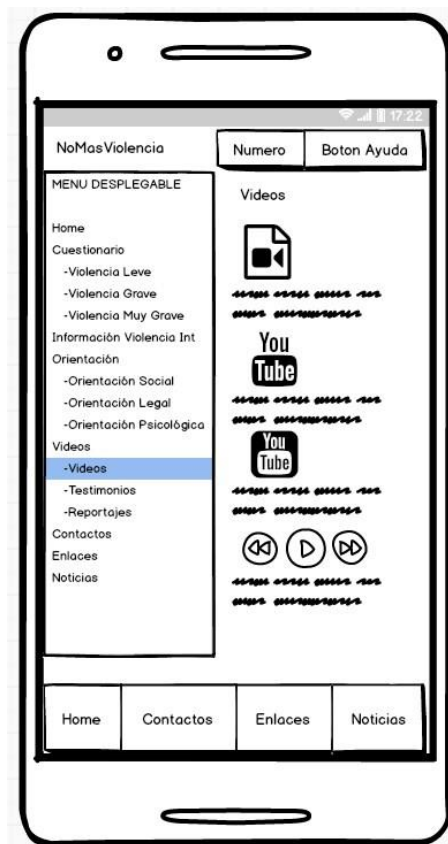 17:22
NoMasViolencia
Numero
Boton Ayuda
MENU DESPLEGABLE
Home
Cuestionario
-Violencia Leve
-Violencia Grave
-Violencia Muy Grave
Información Violencia Int
Orientación
-Orientación Social
-Orientación Legal
-Orientación Psicológica
Videos
-Videos
-Testimonios
-Reportajes
Contactos
Enlaces
Noticias
Videos
You
Tube
You
Tube
Home
Contactos
Enlaces
Noticias